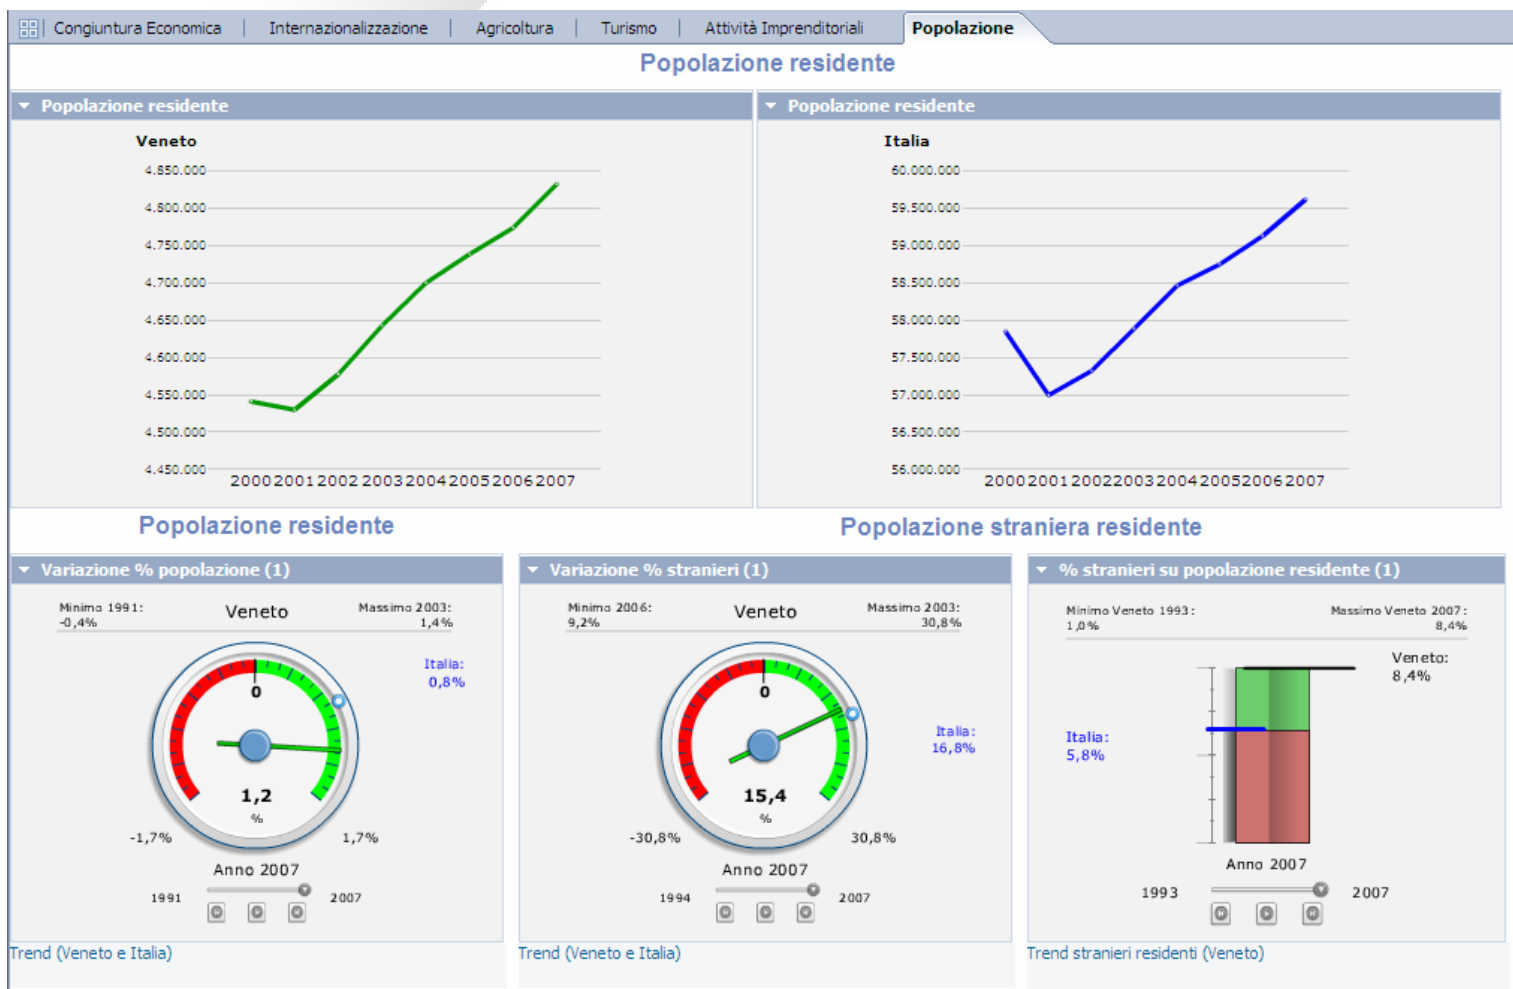 Congiuntura Economica | Internazionalizzazione | Agricoltura | Turismo | Attività Imprenditoriali Popolazione
Popolazione residente
Popolazione residente
Veneto
4.850.000
4.800.000
4.750.000
4.700.000
4.650.000
4.600.000
4.550.000
4.500.000
4.450.000
2000 2001 2002 2003 2004 2005 2006 2007
Popolazione residente
Italia
60.000.000
59.500.000
59.000.000
58.500.000
58.000.000
57.500.000
57.000.000
56.500.000
56.000.000
2000 2001 2002 2003 2004 2005 2006 2007
Popolazione residente
Popolazione straniera residente
Variazione % popolazione (1)
Minimo 1991:
-0,4%
Veneto
Massimo 2003:
1,4%
Italia:
0,8%
0
1,2
%
-1,7%
1,7%
Anno 2007
1991
2007
Trend (Veneto e Italia)
Variazione % stranieri (1)
Minimo 2006:
9,2%
Veneto
Massimo 2003:
30,8%
0
Italia:
16,8%
15,4
%
-30,8%
30,8%
Anno 2007
1994
2007
Trend (Veneto e Italia)
% stranieri su popolazione residente (1)
Minimo Veneto 1993:
1,0%
Massimo Veneto 2007:
8,4%
Veneto:
8,4%
Italia:
5,8%
Anno 2007
1993
2007
Trend stranieri residenti (Veneto)